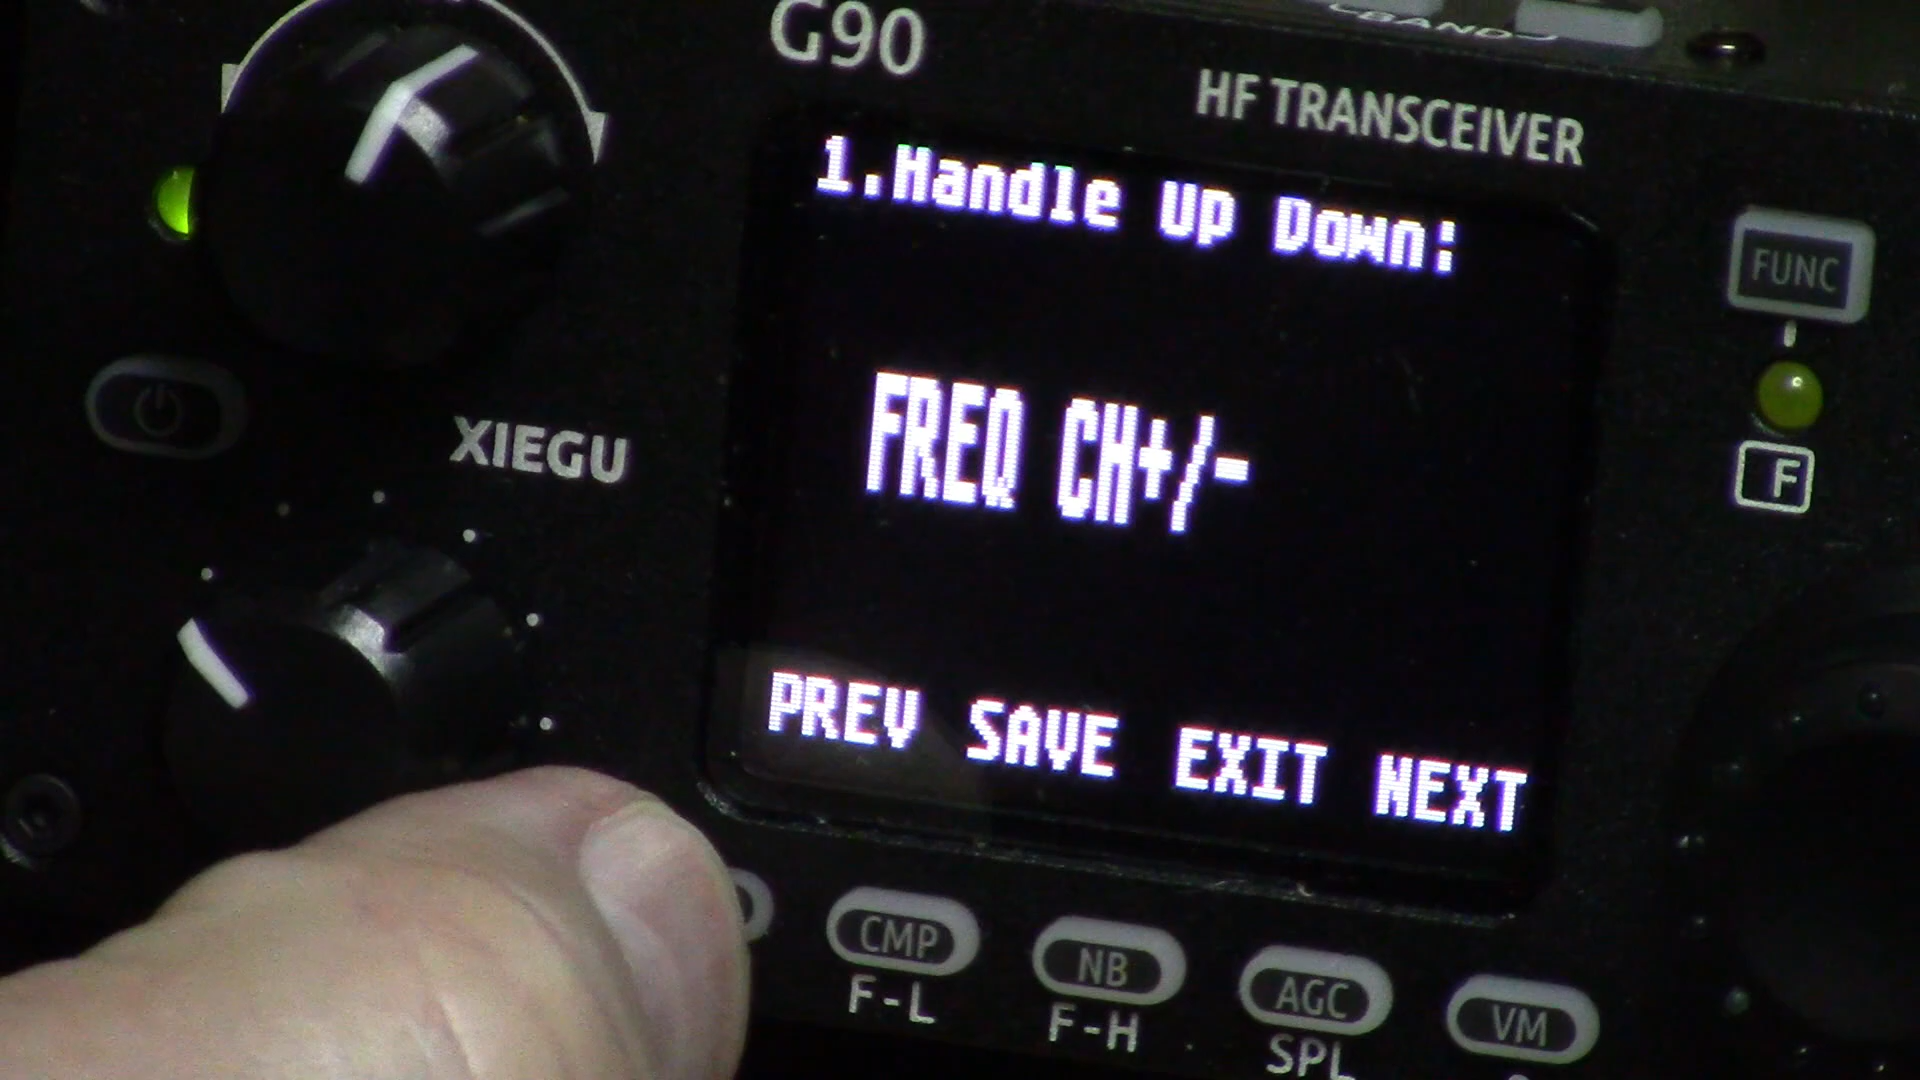 <BAND>
G90
HF TRANSCEIVER
1.Handle Up Down:
FUNC
FREQ CH+/-
XIEGU
F
PREV SAVE EXIT NEXT
CMP NB AGC VM
F-L F-H SPL